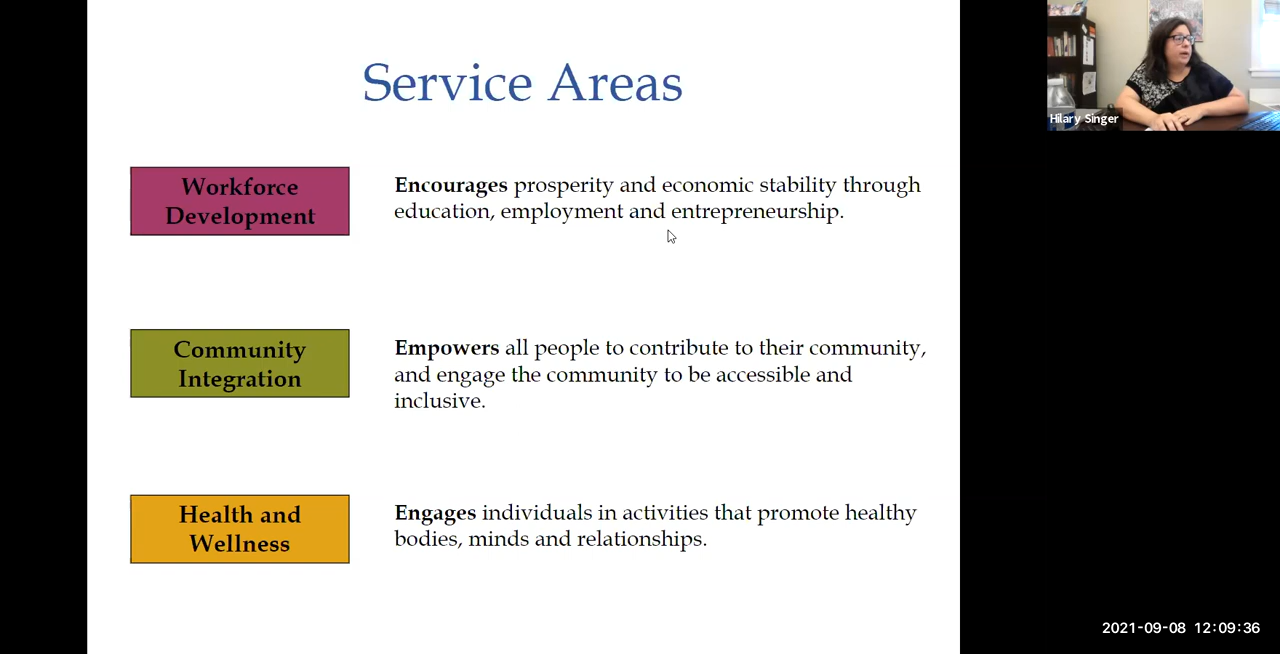 Service Areas
Hilary Singer
Workforce
Development
Encourages prosperity and economic stability through
education, employment and entrepreneurship.
Community
Integration
Empowers all people to contribute to their community,
and engage the community to be accessible and
inclusive.
Health and
Wellness
Engages individuals in activities that promote healthy
bodies, minds and relationships.
2021-09-08 12:09:36